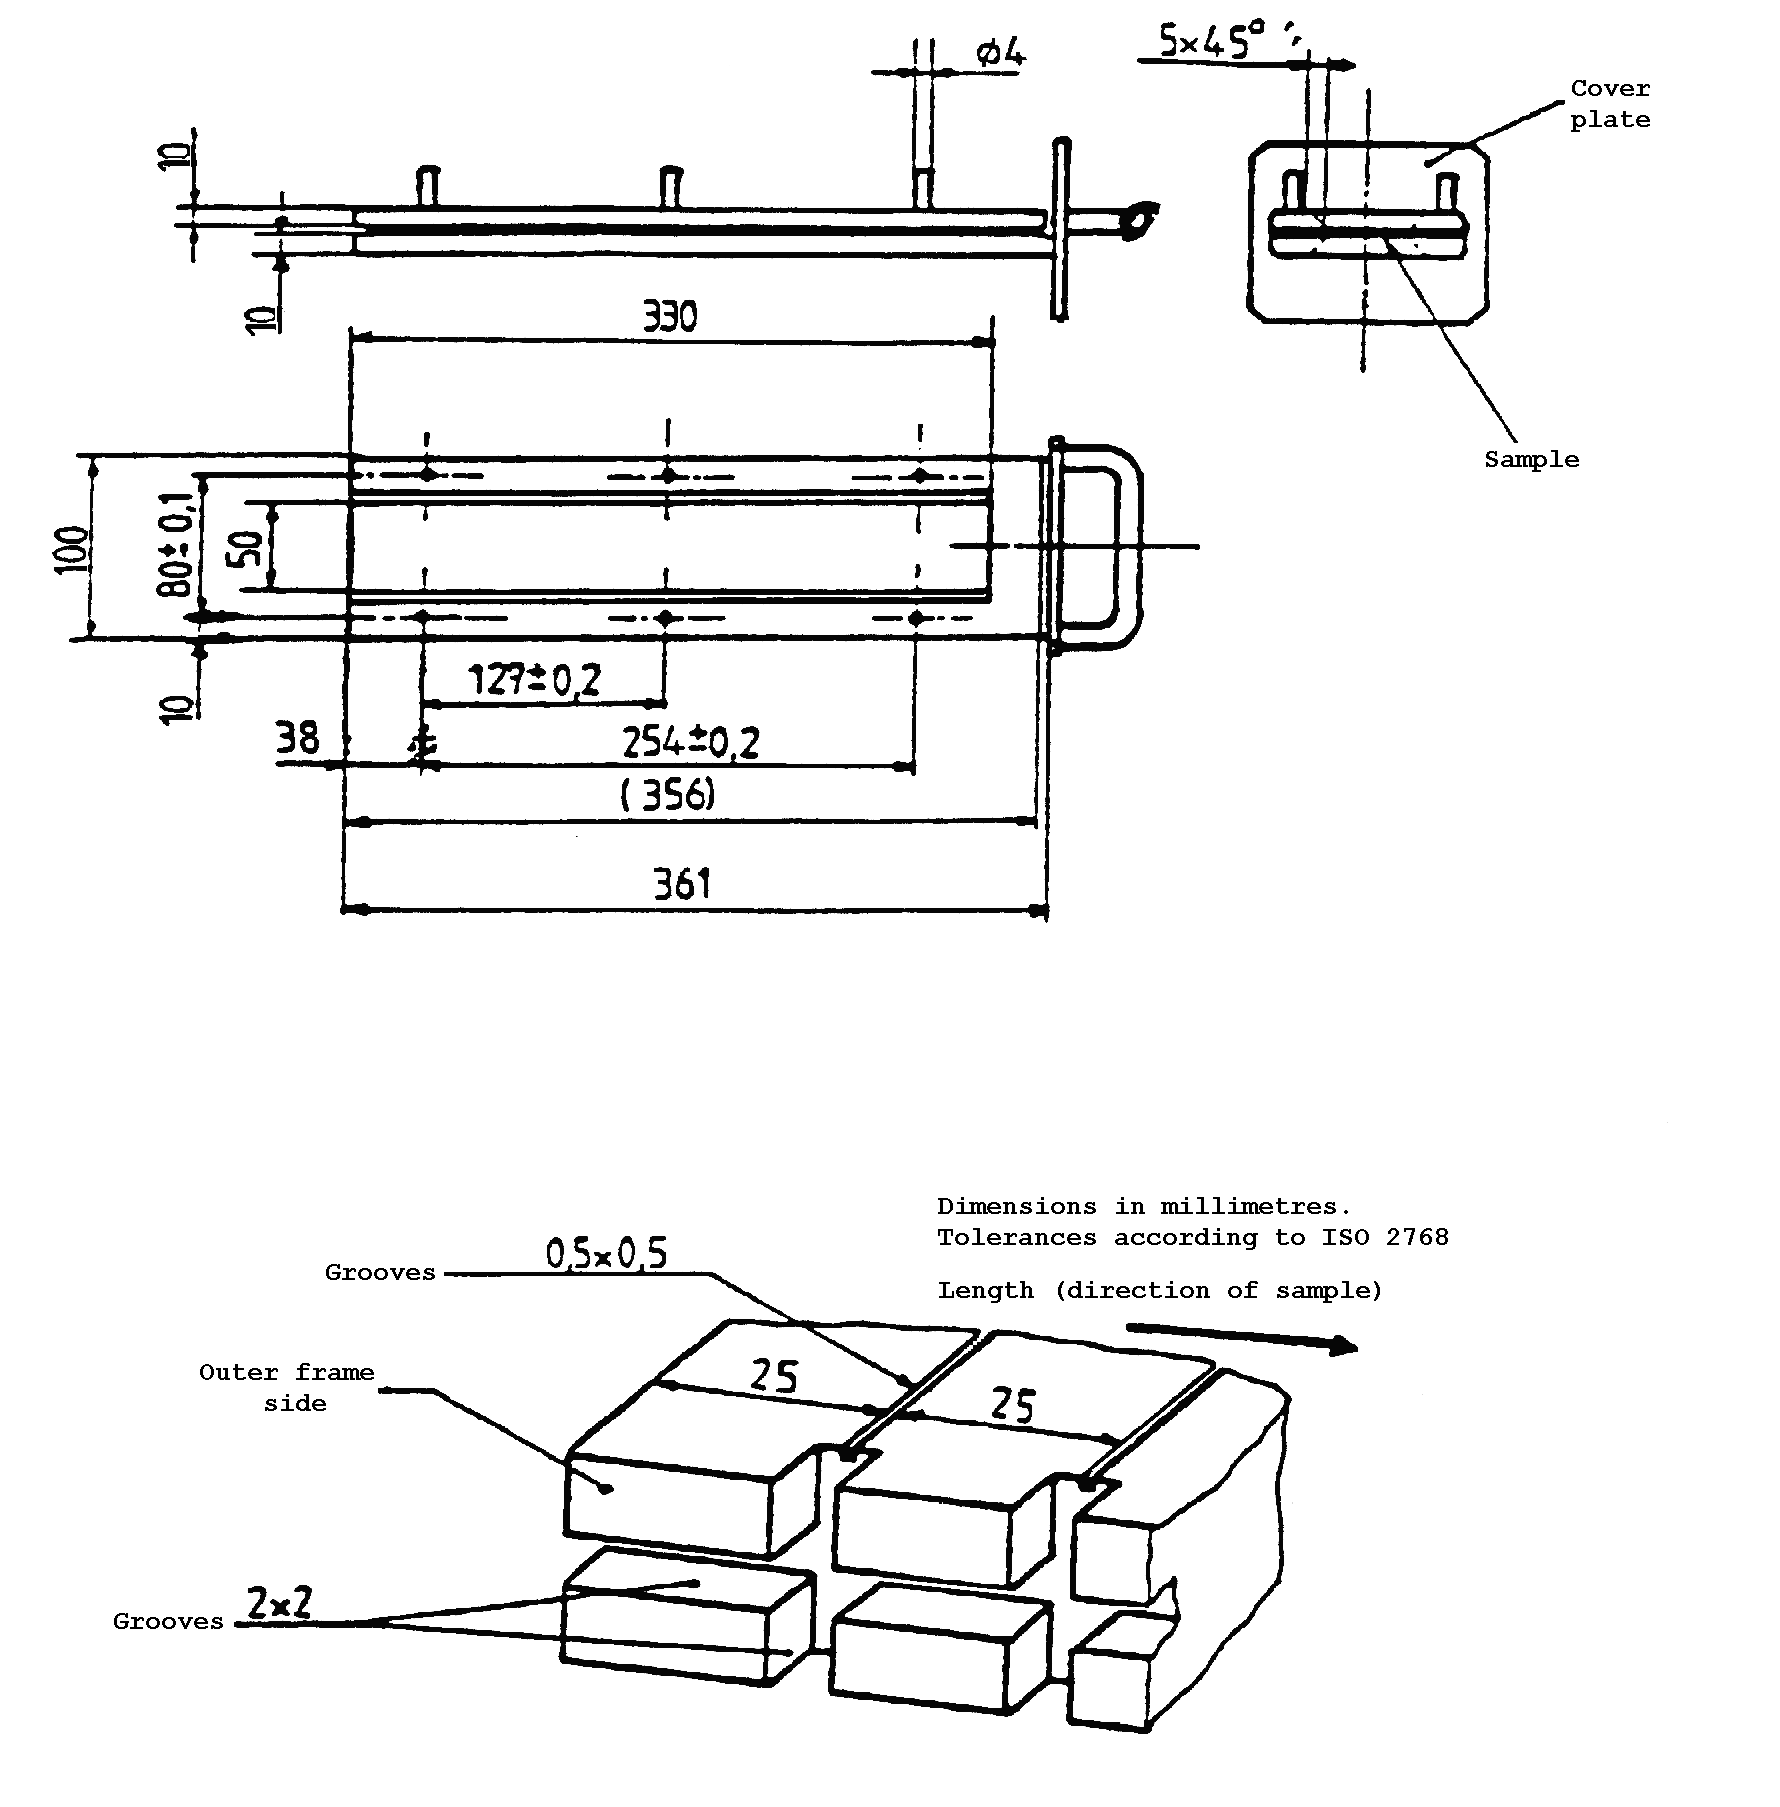 ø4
5×45°
Cover
plate
10
10
330
Sample
100
80±0,1
50
10
127±0,2
38
254±0,2
(356)
361
Dimensions in millimetres.
Tolerances according to ISO 2768
Grooves 0,5×0,5
Length (direction of sample)
Outer frame
side
25
25
Grooves 2×2